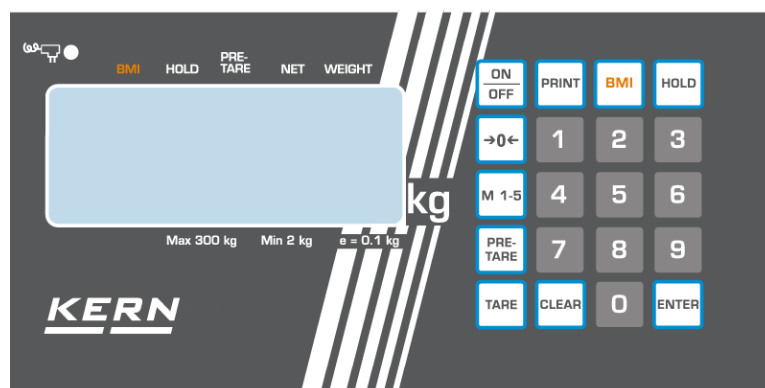 BMI HOLD PRE-TARE NET WEIGHT
kg
Max 300 kg Min 2 kg e = 0.1 kg
KERN
ON OFF PRINT BMI HOLD
→0← 1 2 3
M 1-5 4 5 6
PRE-TARE 7 8 9
TARE CLEAR 0 ENTER